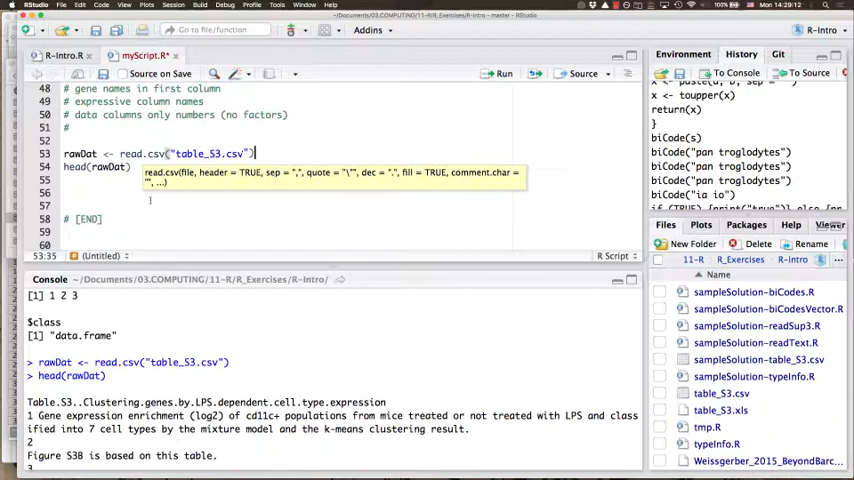 RStudio File Edit Code View Plots Session Build Debug Profile Tools Window Help 100% Mon 14:29:12
~/Documents/03.COMPUTING/11-R/R_Exercises/R-Intro - master - RStudio
Go to file/function
Addins
R-Intro
R-Intro.R
myScript.R*
Source on Save
Run
Source
48 # gene names in first column
49 # expressive column names
50 # data columns only numbers (no factors)
51 #
52
53 rawDat <- read.csv("table_S3.csv")
54 head(rawDat)
read.csv(file, header = TRUE, sep = ",", quote = "\"", dec = ".", fill = TRUE, comment.char =
"", ...)
55
56
57
58 # [END]
59
60
53:35 (Untitled) R Script
Console ~/Documents/03.COMPUTING/11-R/R_Exercises/R-Intro/
[1] 1 2 3
$class
[1] "data.frame"
> rawDat <- read.csv("table_S3.csv")
> head(rawDat)
Table.S3..Clustering.genes.by.LPS.dependent.cell.type.expression
1 Gene expression enrichment (log2) of cd11c+ populations from mice treated or not treated with LPS and class
ified into 7 cell types by the mixture model and the k-means clustering result.
2
Figure S3B is based on this table.
3
Environment History Git
To Console To Source
x <- paste(a, b, sep = "
x <- toupper(x)
return(x)
}
biCode(s)
biCode("pan troglodytes")
biCode("pan troglodytes")
biCode("ia io")
if (TRUE) {print("true")} else {
Files Plots Packages Help Viewer
New Folder Delete Rename
11-R R_Exercises R-Intro ...
Name
sampleSolution-biCodes.R
sampleSolution-biCodesVector.R
sampleSolution-readSup3.R
sampleSolution-readText.R
sampleSolution-table_S3.csv
sampleSolution-typeInfo.R
table_S3.csv
table_S3.xls
tmp.R
typeInfo.R
Weissgerber_2015_BeyondBarc...